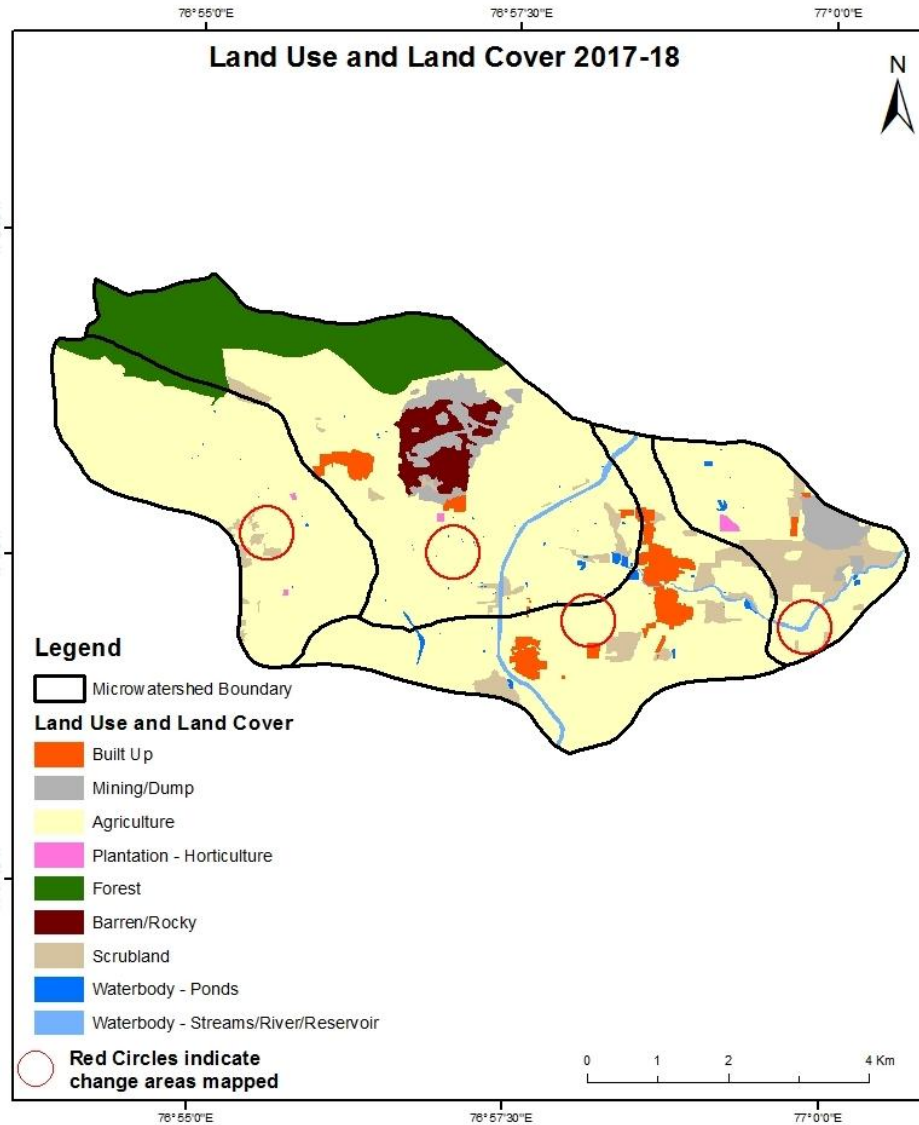 76°55'0"E 76°57'30"E 77°0'0"E
Land Use and Land Cover 2017-18
N
Legend
Microwatershed Boundary
Land Use and Land Cover
Built Up
Mining/Dump
Agriculture
Plantation - Horticulture
Forest
Barren/Rocky
Scrubland
Waterbody - Ponds
Waterbody - Streams/River/Reservoir
Red Circles indicate
change areas mapped
0 1 2 4 Km
76°55'0"E 76°57'30"E 77°0'0"E